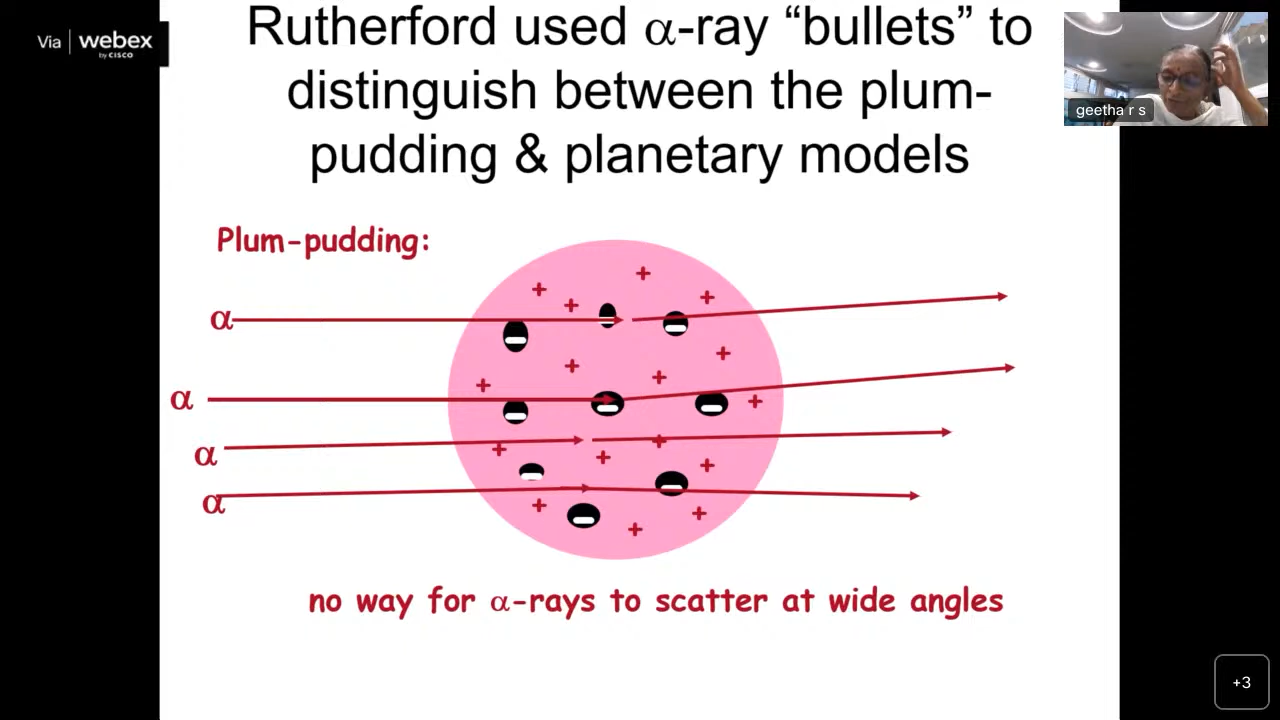 Via | webex
by CISCO
Rutherford used α-ray “bullets” to
distinguish between the plum-
pudding & planetary models
geetha r s
Plum-pudding:
α
α
α
α
+ + + + + + + + + + + + + + + +
no way for α-rays to scatter at wide angles
+3